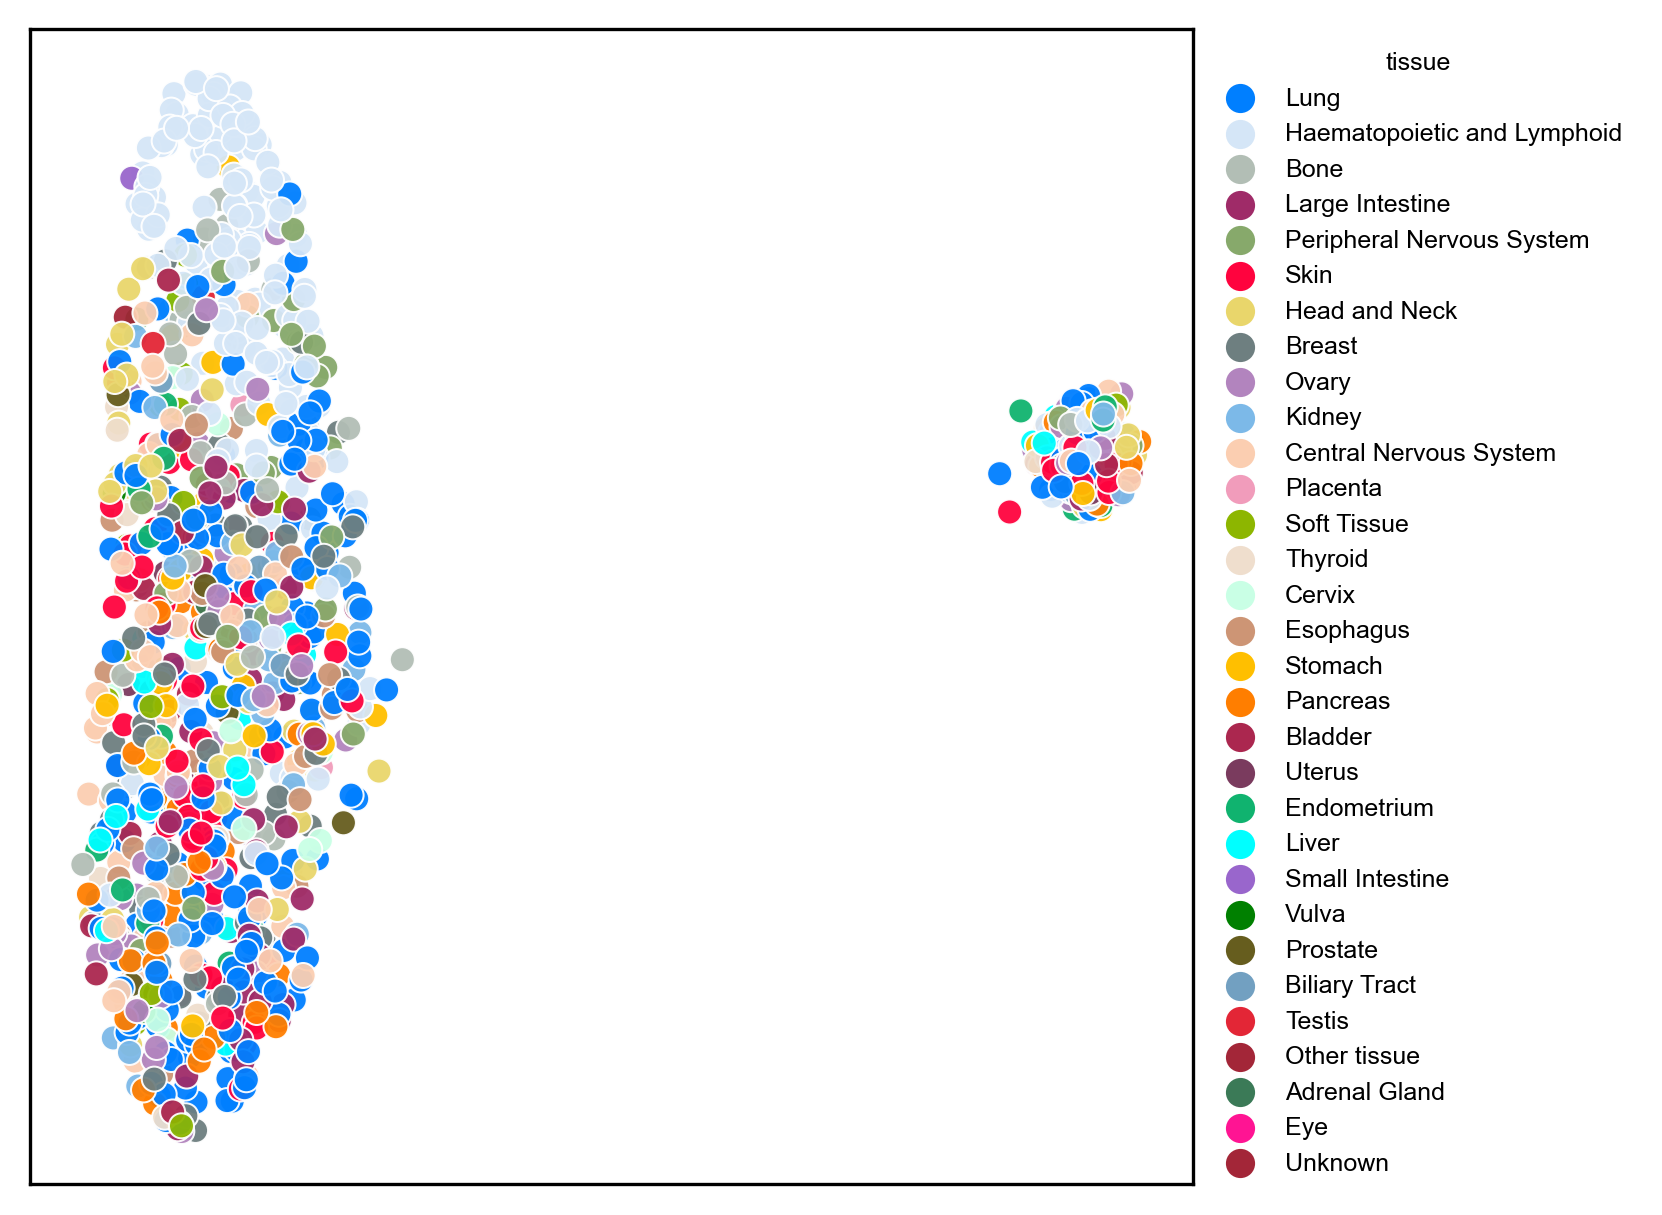 tissue
Lung
Haematopoietic and Lymphoid
Bone
Large Intestine
Peripheral Nervous System
Skin
Head and Neck
Breast
Ovary
Kidney
Central Nervous System
Placenta
Soft Tissue
Thyroid
Cervix
Esophagus
Stomach
Pancreas
Bladder
Uterus
Endometrium
Liver
Small Intestine
Vulva
Prostate
Biliary Tract
Testis
Other tissue
Adrenal Gland
Eye
Unknown